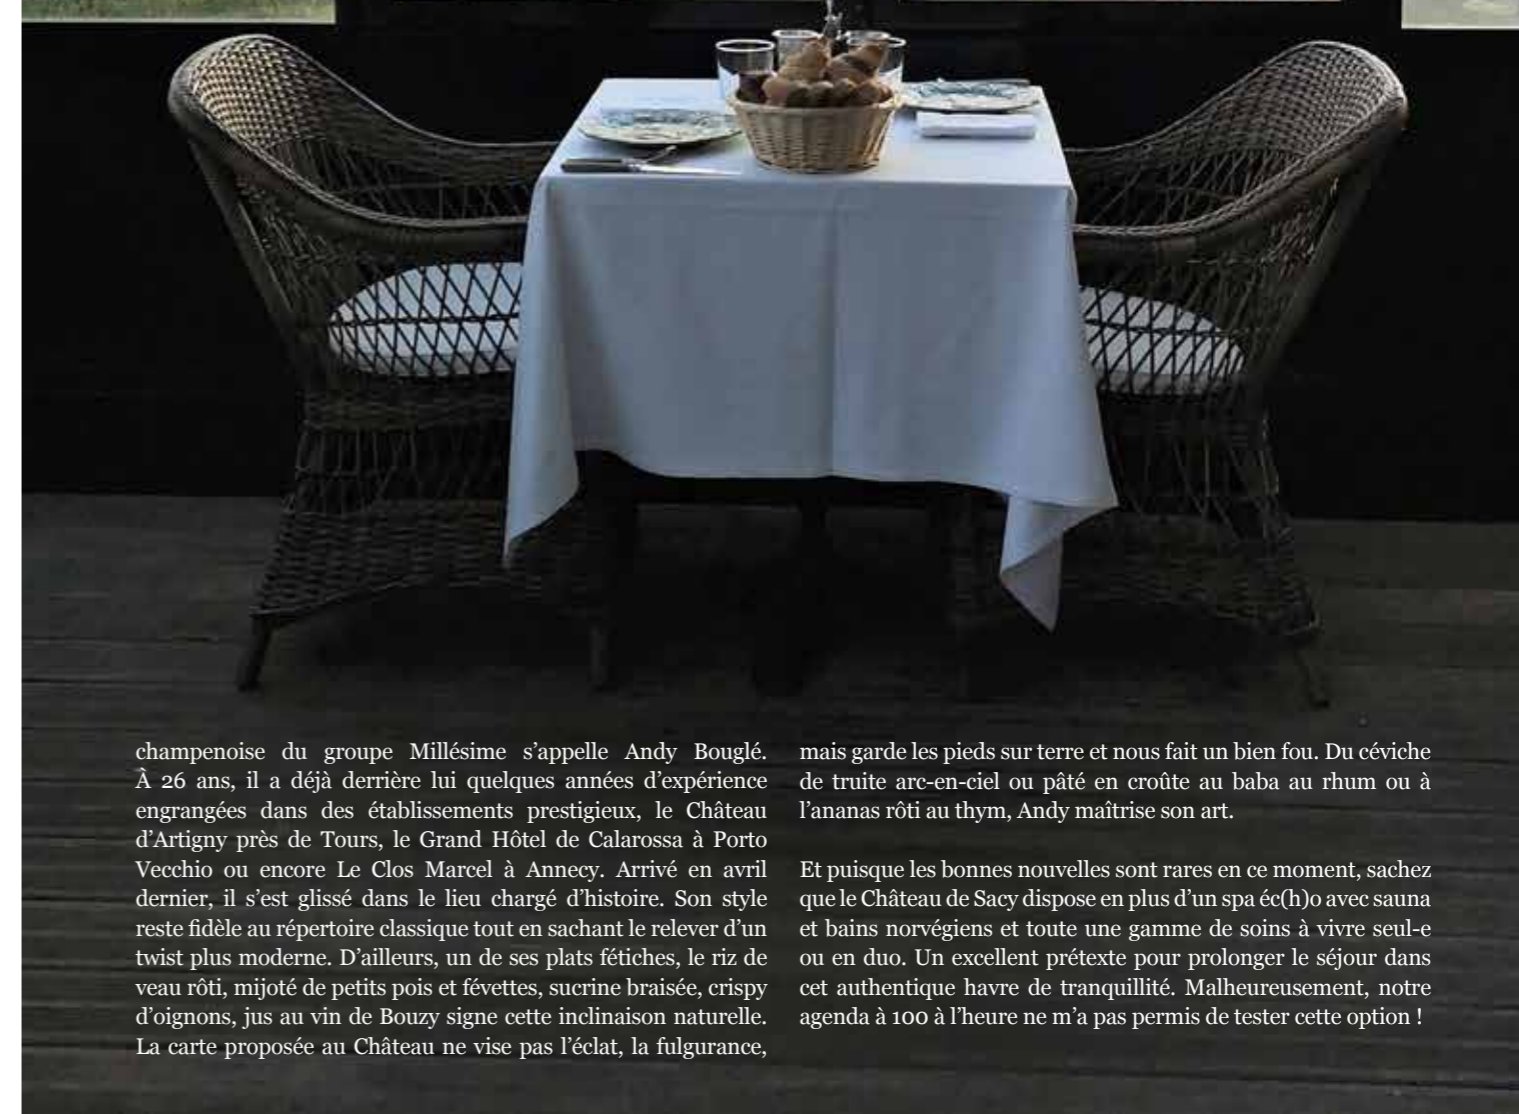 champenoise du groupe Millésime s’appelle Andy Bouglé.
À 26 ans, il a déjà derrière lui quelques années d’expérience
engrangées dans des établissements prestigieux, le Château
d’Artigny près de Tours, le Grand Hôtel de Calarossa à Porto
Vecchio ou encore Le Clos Marcel à Annecy. Arrivé en avril
dernier, il s’est glissé dans le lieu chargé d’histoire. Son style
reste fidèle au répertoire classique tout en sachant le relever d’un
twist plus moderne. D’ailleurs, un de ses plats fétiches, le riz de
veau rôti, mijoté de petits pois et févettes, sucrine braisée, crispy
d’oignons, jus au vin de Bouzy signe cette inclinaison naturelle.
La carte proposée au Château ne vise pas l’éclat, la fulgurance,
mais garde les pieds sur terre et nous fait un bien fou. Du céviche
de truite arc-en-ciel ou pâté en croûte au baba au rhum ou à
l’ananas rôti au thym, Andy maîtrise son art.
Et puisque les bonnes nouvelles sont rares en ce moment, sachez
que le Château de Sacy dispose en plus d’un spa éc(h)o avec sauna
et bains norvégiens et toute une gamme de soins à vivre seul-e
ou en duo. Un excellent prétexte pour prolonger le séjour dans
cet authentique havre de tranquillité. Malheureusement, notre
agenda à 100 à l’heure ne m’a pas permis de tester cette option !